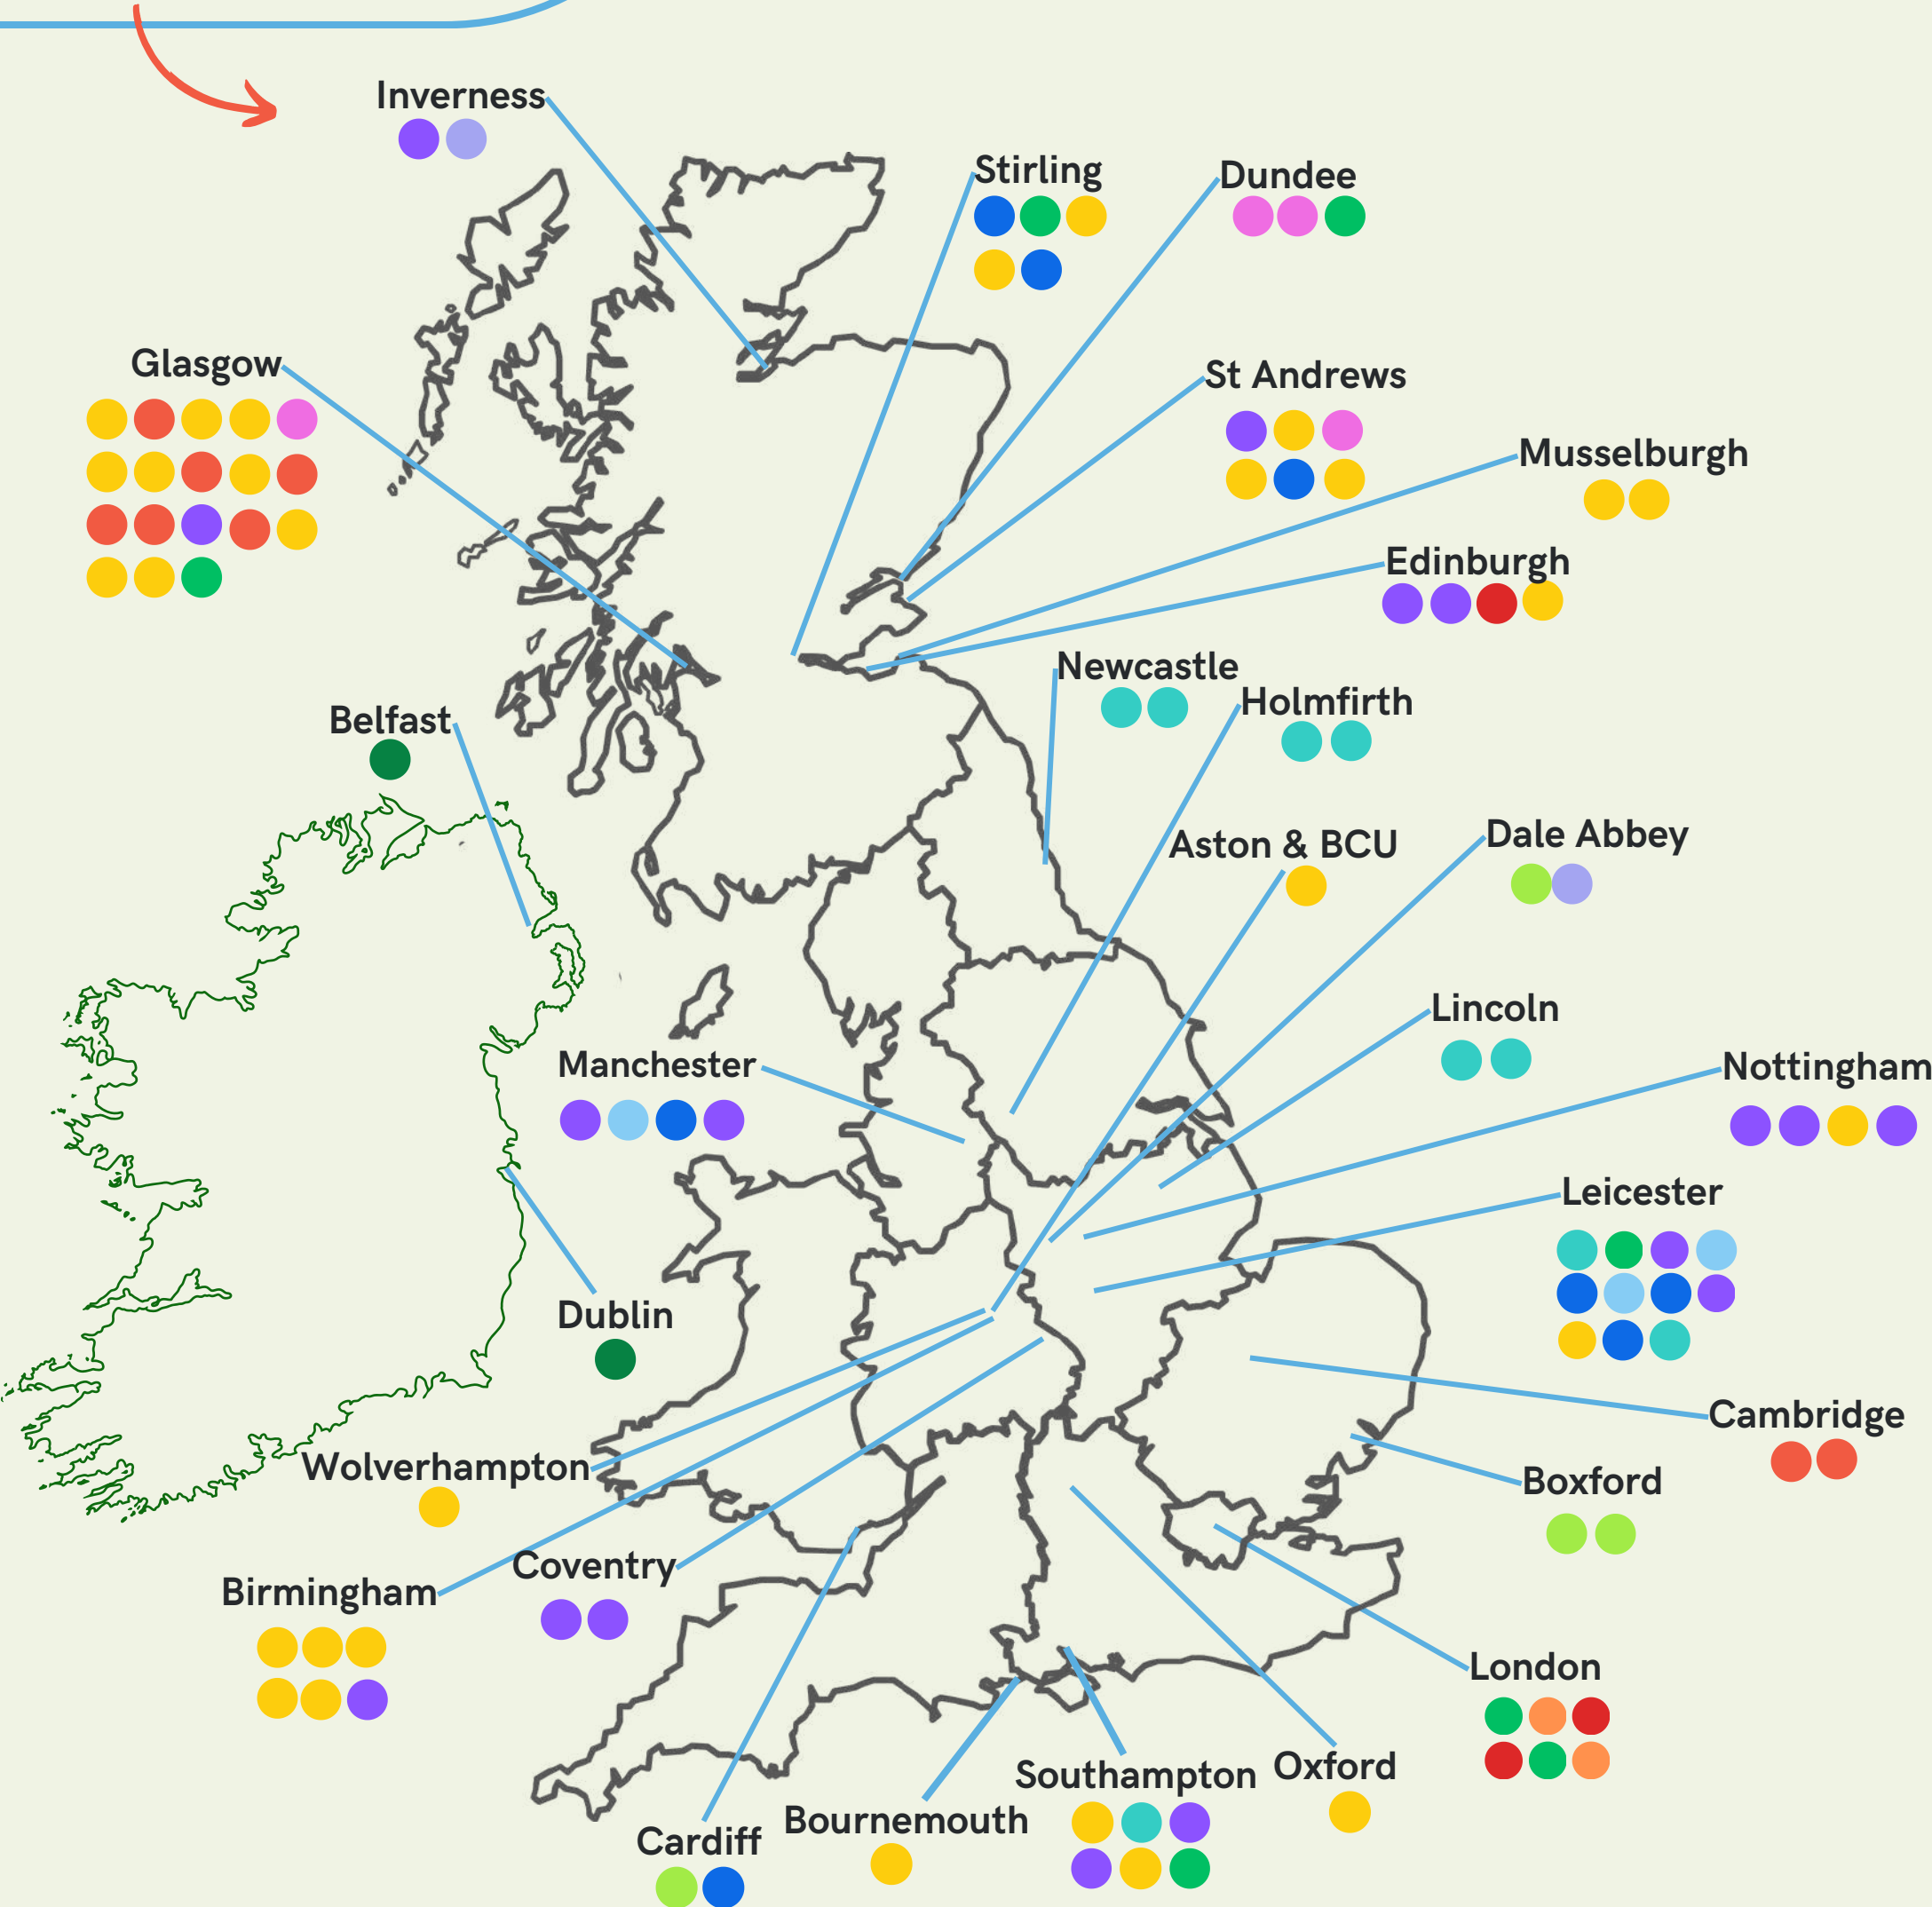 Inverness
Stirling
Dundee
Glasgow
St Andrews
Musselburgh
Edinburgh
Newcastle
Holmfirth
Belfast
Aston & BCU
Dale Abbey
Lincoln
Manchester
Nottingham
Leicester
Dublin
Cambridge
Wolverhampton
Boxford
Coventry
Birmingham
London
Southampton
Oxford
Bournemouth
Cardiff